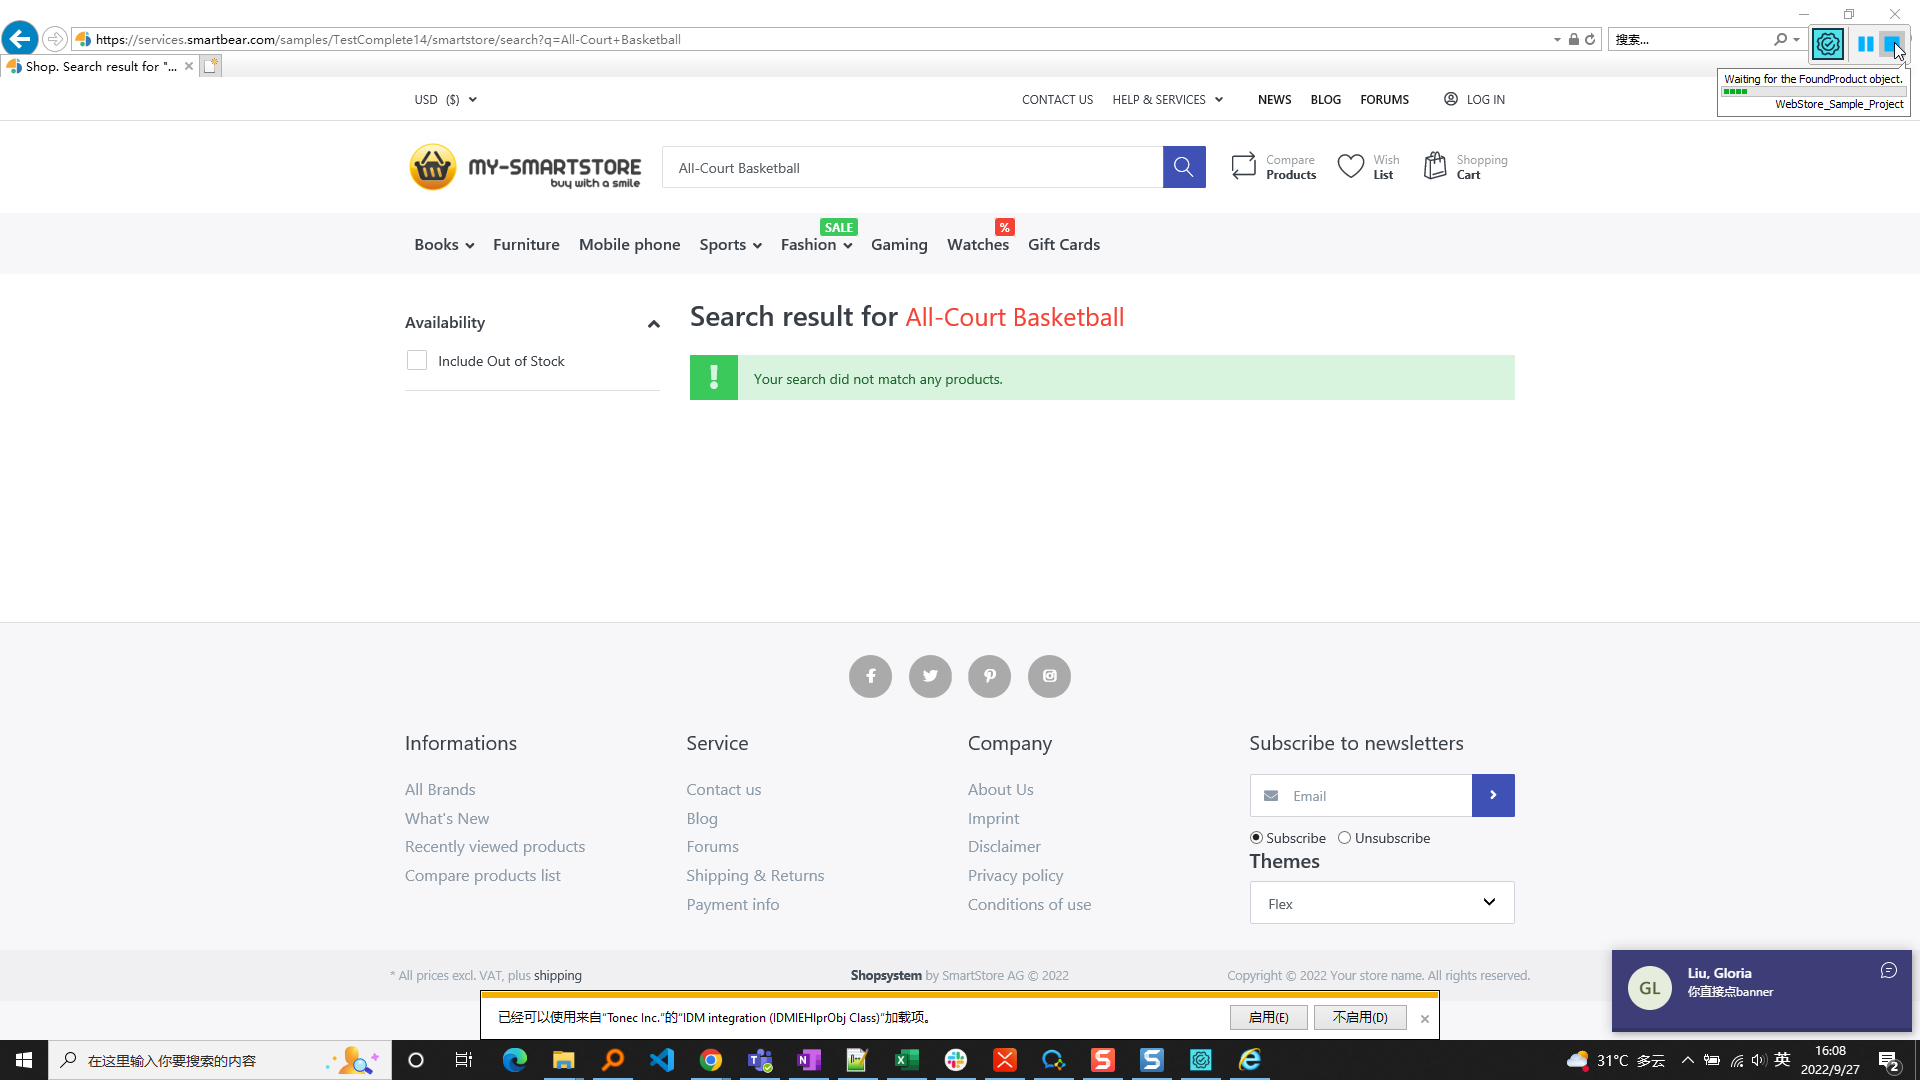 https://services.smartbear.com/samples/TestComplete14/smartstore/search?q=All-Court+Basketball
搜索...
Shop. Search result for "...
Waiting for the FoundProduct object.
WebStore_Sample_Project
USD ($)
CONTACT US
HELP & SERVICES
NEWS
BLOG
FORUMS
LOG IN
MY-SMARTSTORE
buy with a smile
All-Court Basketball
Compare
Products
Wish
List
Shopping
Cart
SALE
%
Books
Furniture
Mobile phone
Sports
Fashion
Gaming
Watches
Gift Cards
Availability
Include Out of Stock
Search result for All-Court Basketball
Your search did not match any products.
Informations
All Brands
What's New
Recently viewed products
Compare products list
Service
Contact us
Blog
Forums
Shipping & Returns
Payment info
Company
About Us
Imprint
Disclaimer
Privacy policy
Conditions of use
Subscribe to newsletters
Email
Subscribe
Unsubscribe
Themes
Flex
* All prices excl. VAT, plus shipping
Shopsystem by SmartStore AG © 2022
Copyright © 2022 Your store name. All rights reserved.
GL
Liu, Gloria
你直接点banner
已经可以使用来自"Tonec Inc."的"IDM integration (IDMIEHlprObj Class)"加载项。
启用(E)
不启用(D)
在这里输入你要搜索的内容
31°C 多云
英
16:08
2022/9/27
2